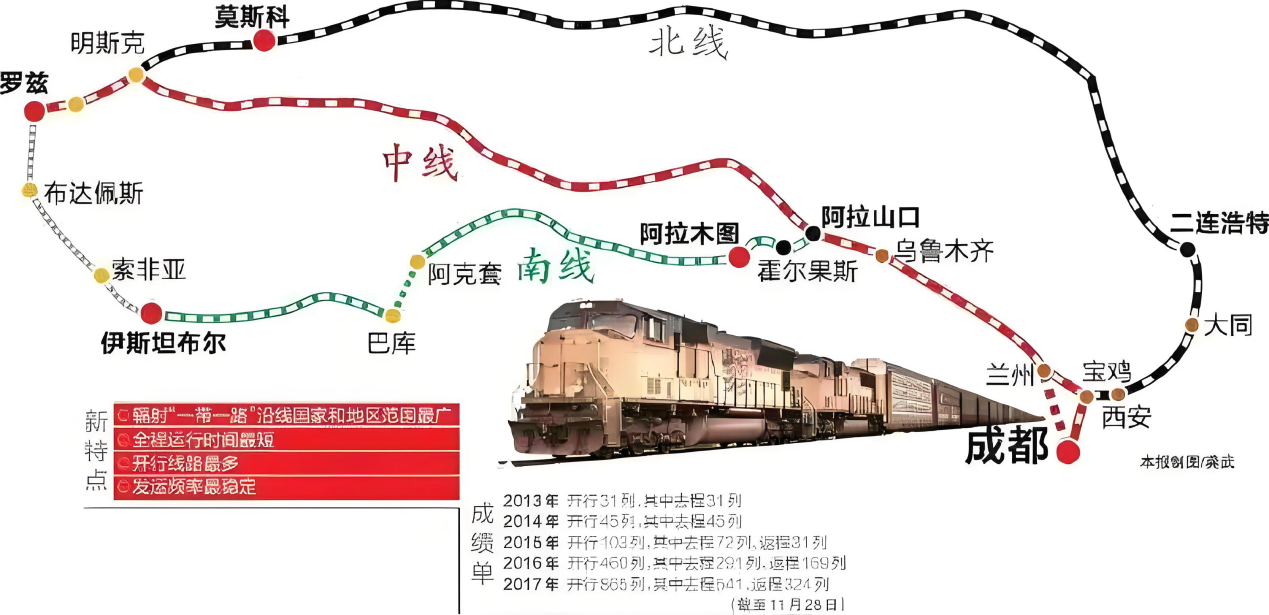 莫斯科
北线
明斯克
罗兹
中线
布达佩斯
二连浩特
阿拉山口
阿拉木图
乌鲁木齐
霍尔果斯
南线
索非亚
阿克套
伊斯坦布尔
巴库
大同
兰州
宝鸡
西安
成都
本报制图/龚武
新特点
辐射“一带一路”沿线国家和地区范围最广
全程运行时间最短
开行线路最多
发运频率最稳定
成绩单
2013年 开行31列,其中去程31列
2014年 开行45列,其中去程45列
2015年 开行103列,其中去程72列,返程31列
2016年 开行460列,其中去程291列,返程169列
2017年 开行865列,其中去程541,返程324列
(截至11月28日)